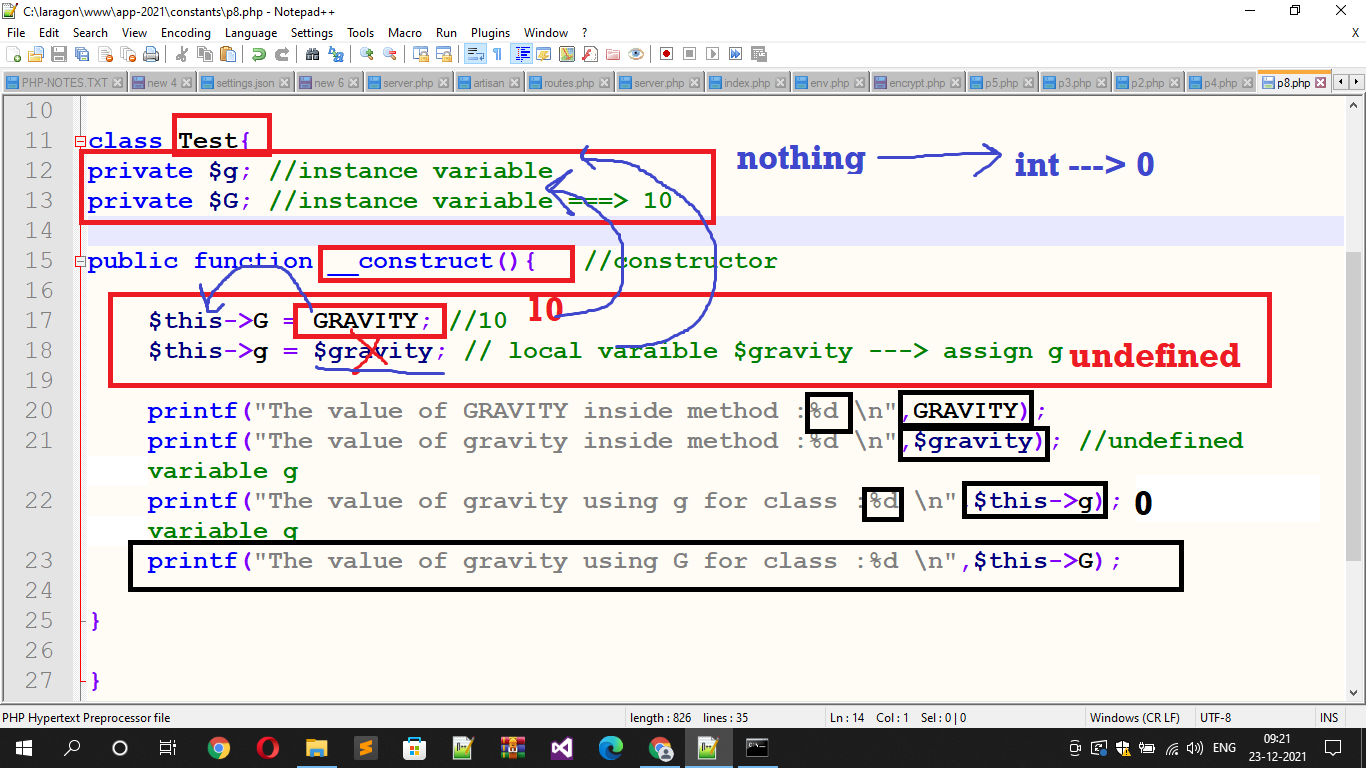 C:\laragon\www\app-2021\constants\p8.php - Notepad++
File Edit Search View Encoding Language Settings Tools Macro Run Plugins Window ? X
PHP-NOTES.TXT new 4 settings.json new 6 server.php artisan routes.php server.php index.php env.php encrypt.php p5.php p3.php p2.php p4.php p8.php
10
11 class Test{
nothing int ---> 0
12 private $g; //instance variable
13 private $G; //instance variable ===> 10
14
15 public function __construct(){ //constructor
16
17 $this->G = GRAVITY; //10 10
18 $this->g = $gravity; // local varaible $gravity ---> assign g undefined
19
20 printf("The value of GRAVITY inside method :%d \n",GRAVITY);
21 printf("The value of gravity inside method :%d \n",$gravity); //undefined
variable g
22 printf("The value of gravity using g for class :%d \n" $this->g); 0
variable g
23 printf("The value of gravity using G for class :%d \n",$this->G);
24
25 }
26
27 }
PHP Hypertext Preprocessor file length : 826 lines : 35 Ln : 14 Col : 1 Sel : 0 | 0 Windows (CR LF) UTF-8 INS
ENG 09:21
23-12-2021